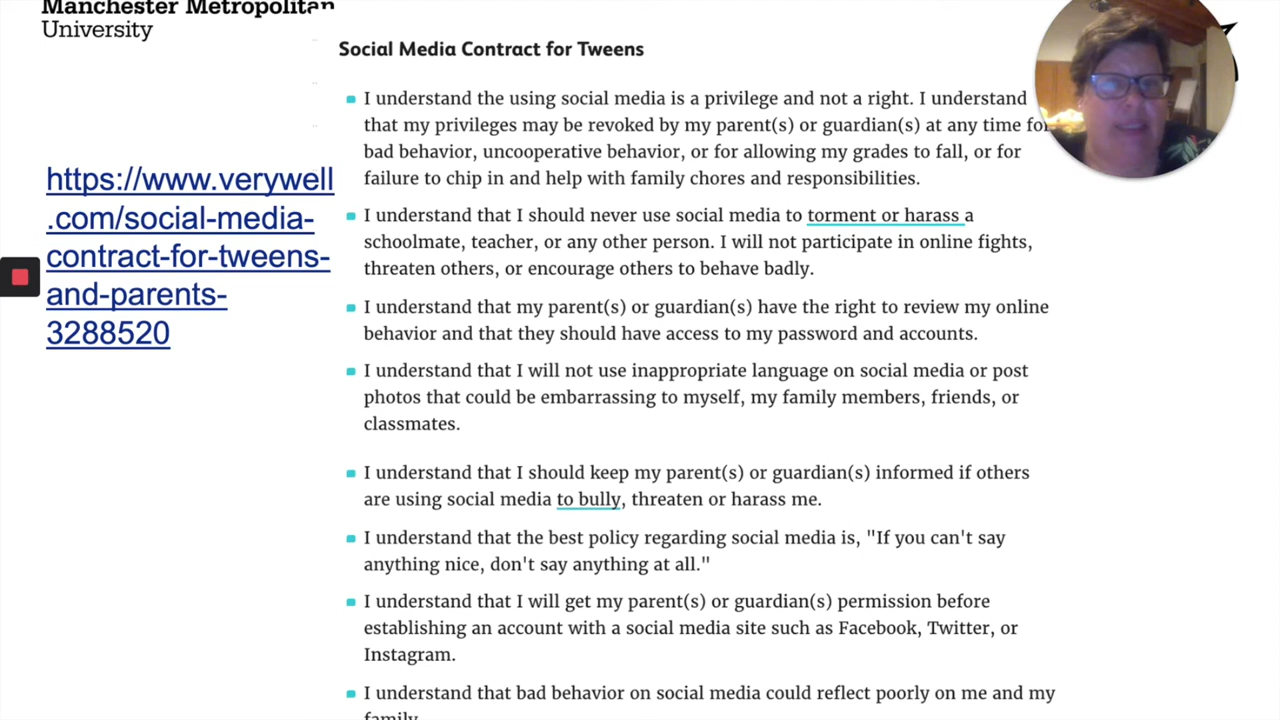 Manchester Metropolitan
University
Social Media Contract for Tweens
https://www.verywell
.com/social-media-
contract-for-tweens-
and-parents-
3288520
I understand the using social media is a privilege and not a right. I understand
that my privileges may be revoked by my parent(s) or guardian(s) at any time for
bad behavior, uncooperative behavior, or for allowing my grades to fall, or for
failure to chip in and help with family chores and responsibilities.
I understand that I should never use social media to torment or harass a
schoolmate, teacher, or any other person. I will not participate in online fights,
threaten others, or encourage others to behave badly.
I understand that my parent(s) or guardian(s) have the right to review my online
behavior and that they should have access to my password and accounts.
I understand that I will not use inappropriate language on social media or post
photos that could be embarrassing to myself, my family members, friends, or
classmates.
I understand that I should keep my parent(s) or guardian(s) informed if others
are using social media to bully, threaten or harass me.
I understand that the best policy regarding social media is, "If you can't say
anything nice, don't say anything at all."
I understand that I will get my parent(s) or guardian(s) permission before
establishing an account with a social media site such as Facebook, Twitter, or
Instagram.
I understand that bad behavior on social media could reflect poorly on me and my
family.